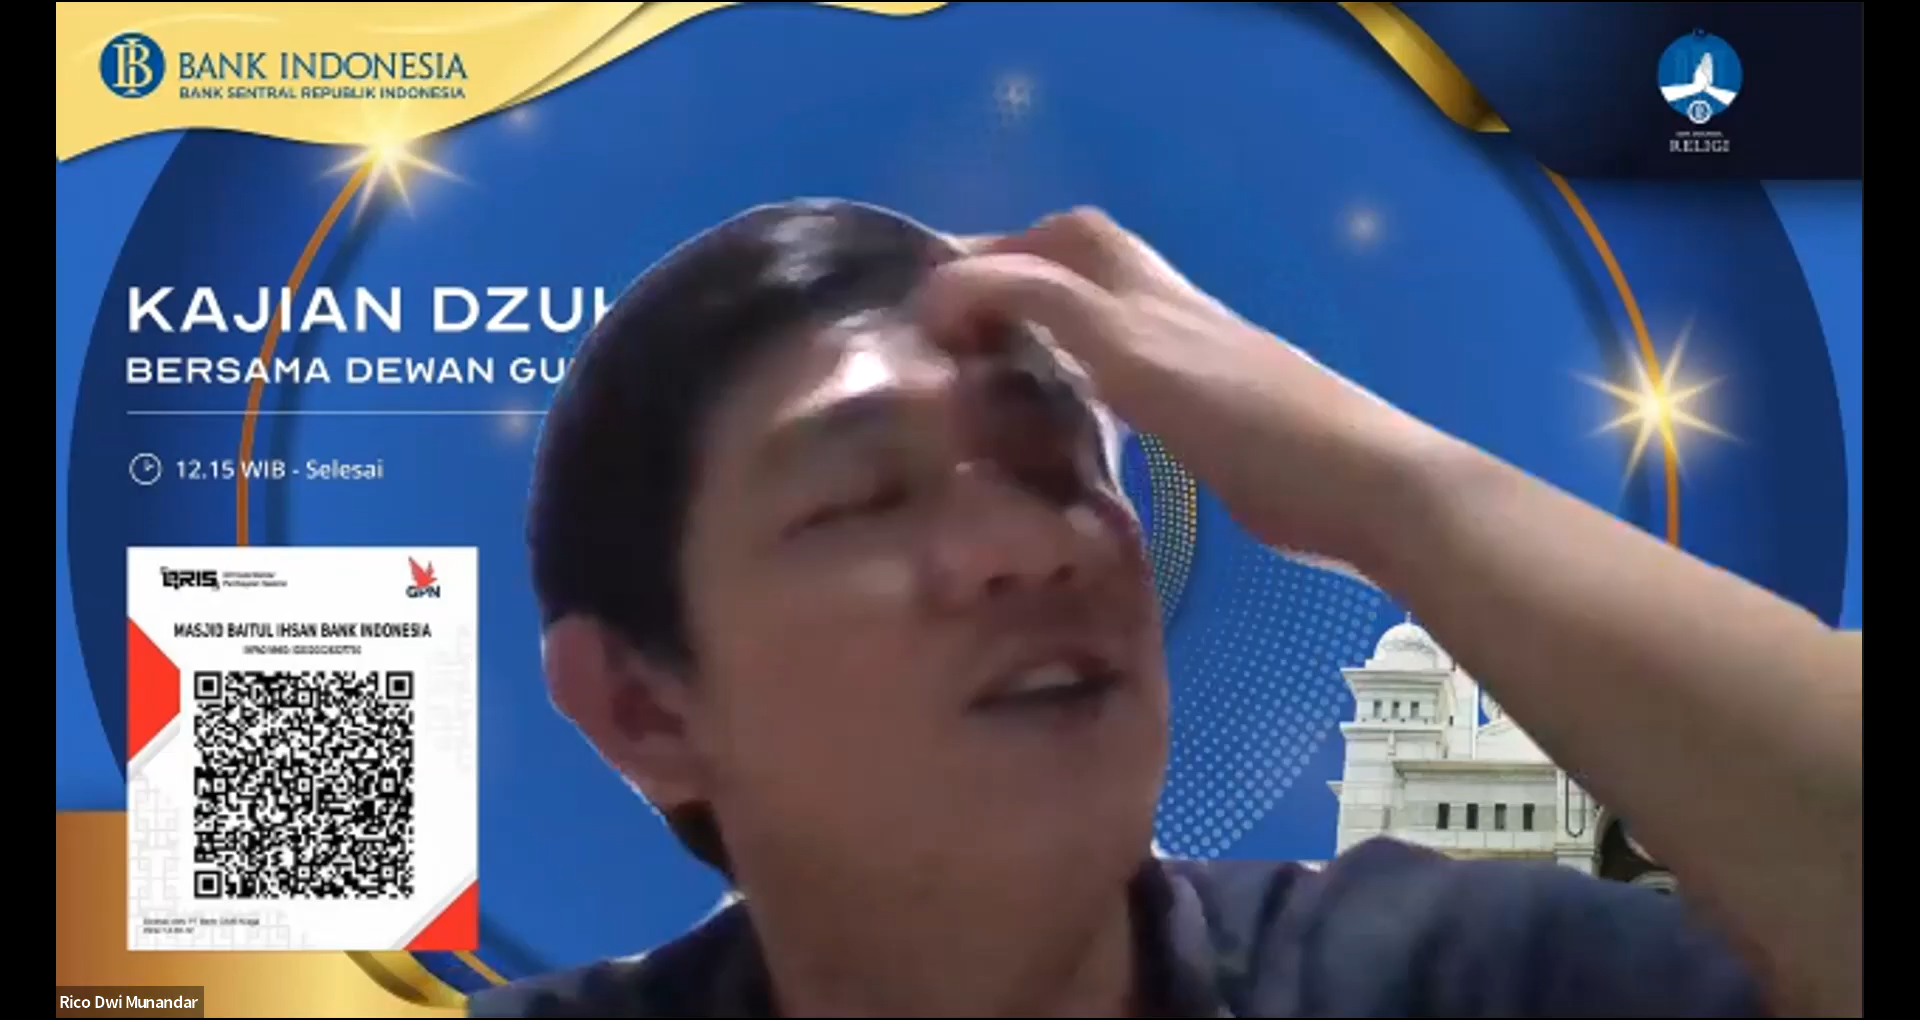 BANK INDONESIA
BANK SENTRAL REPUBLIK INDONESIA
RELIGI
KAJIAN DZU
BERSAMA DEWAN GU
12.15 WIB - Selesai
QRIS
GPN
MASJID BAITUL IHSAN BANK INDONESIA
Rico Dwi Munandar